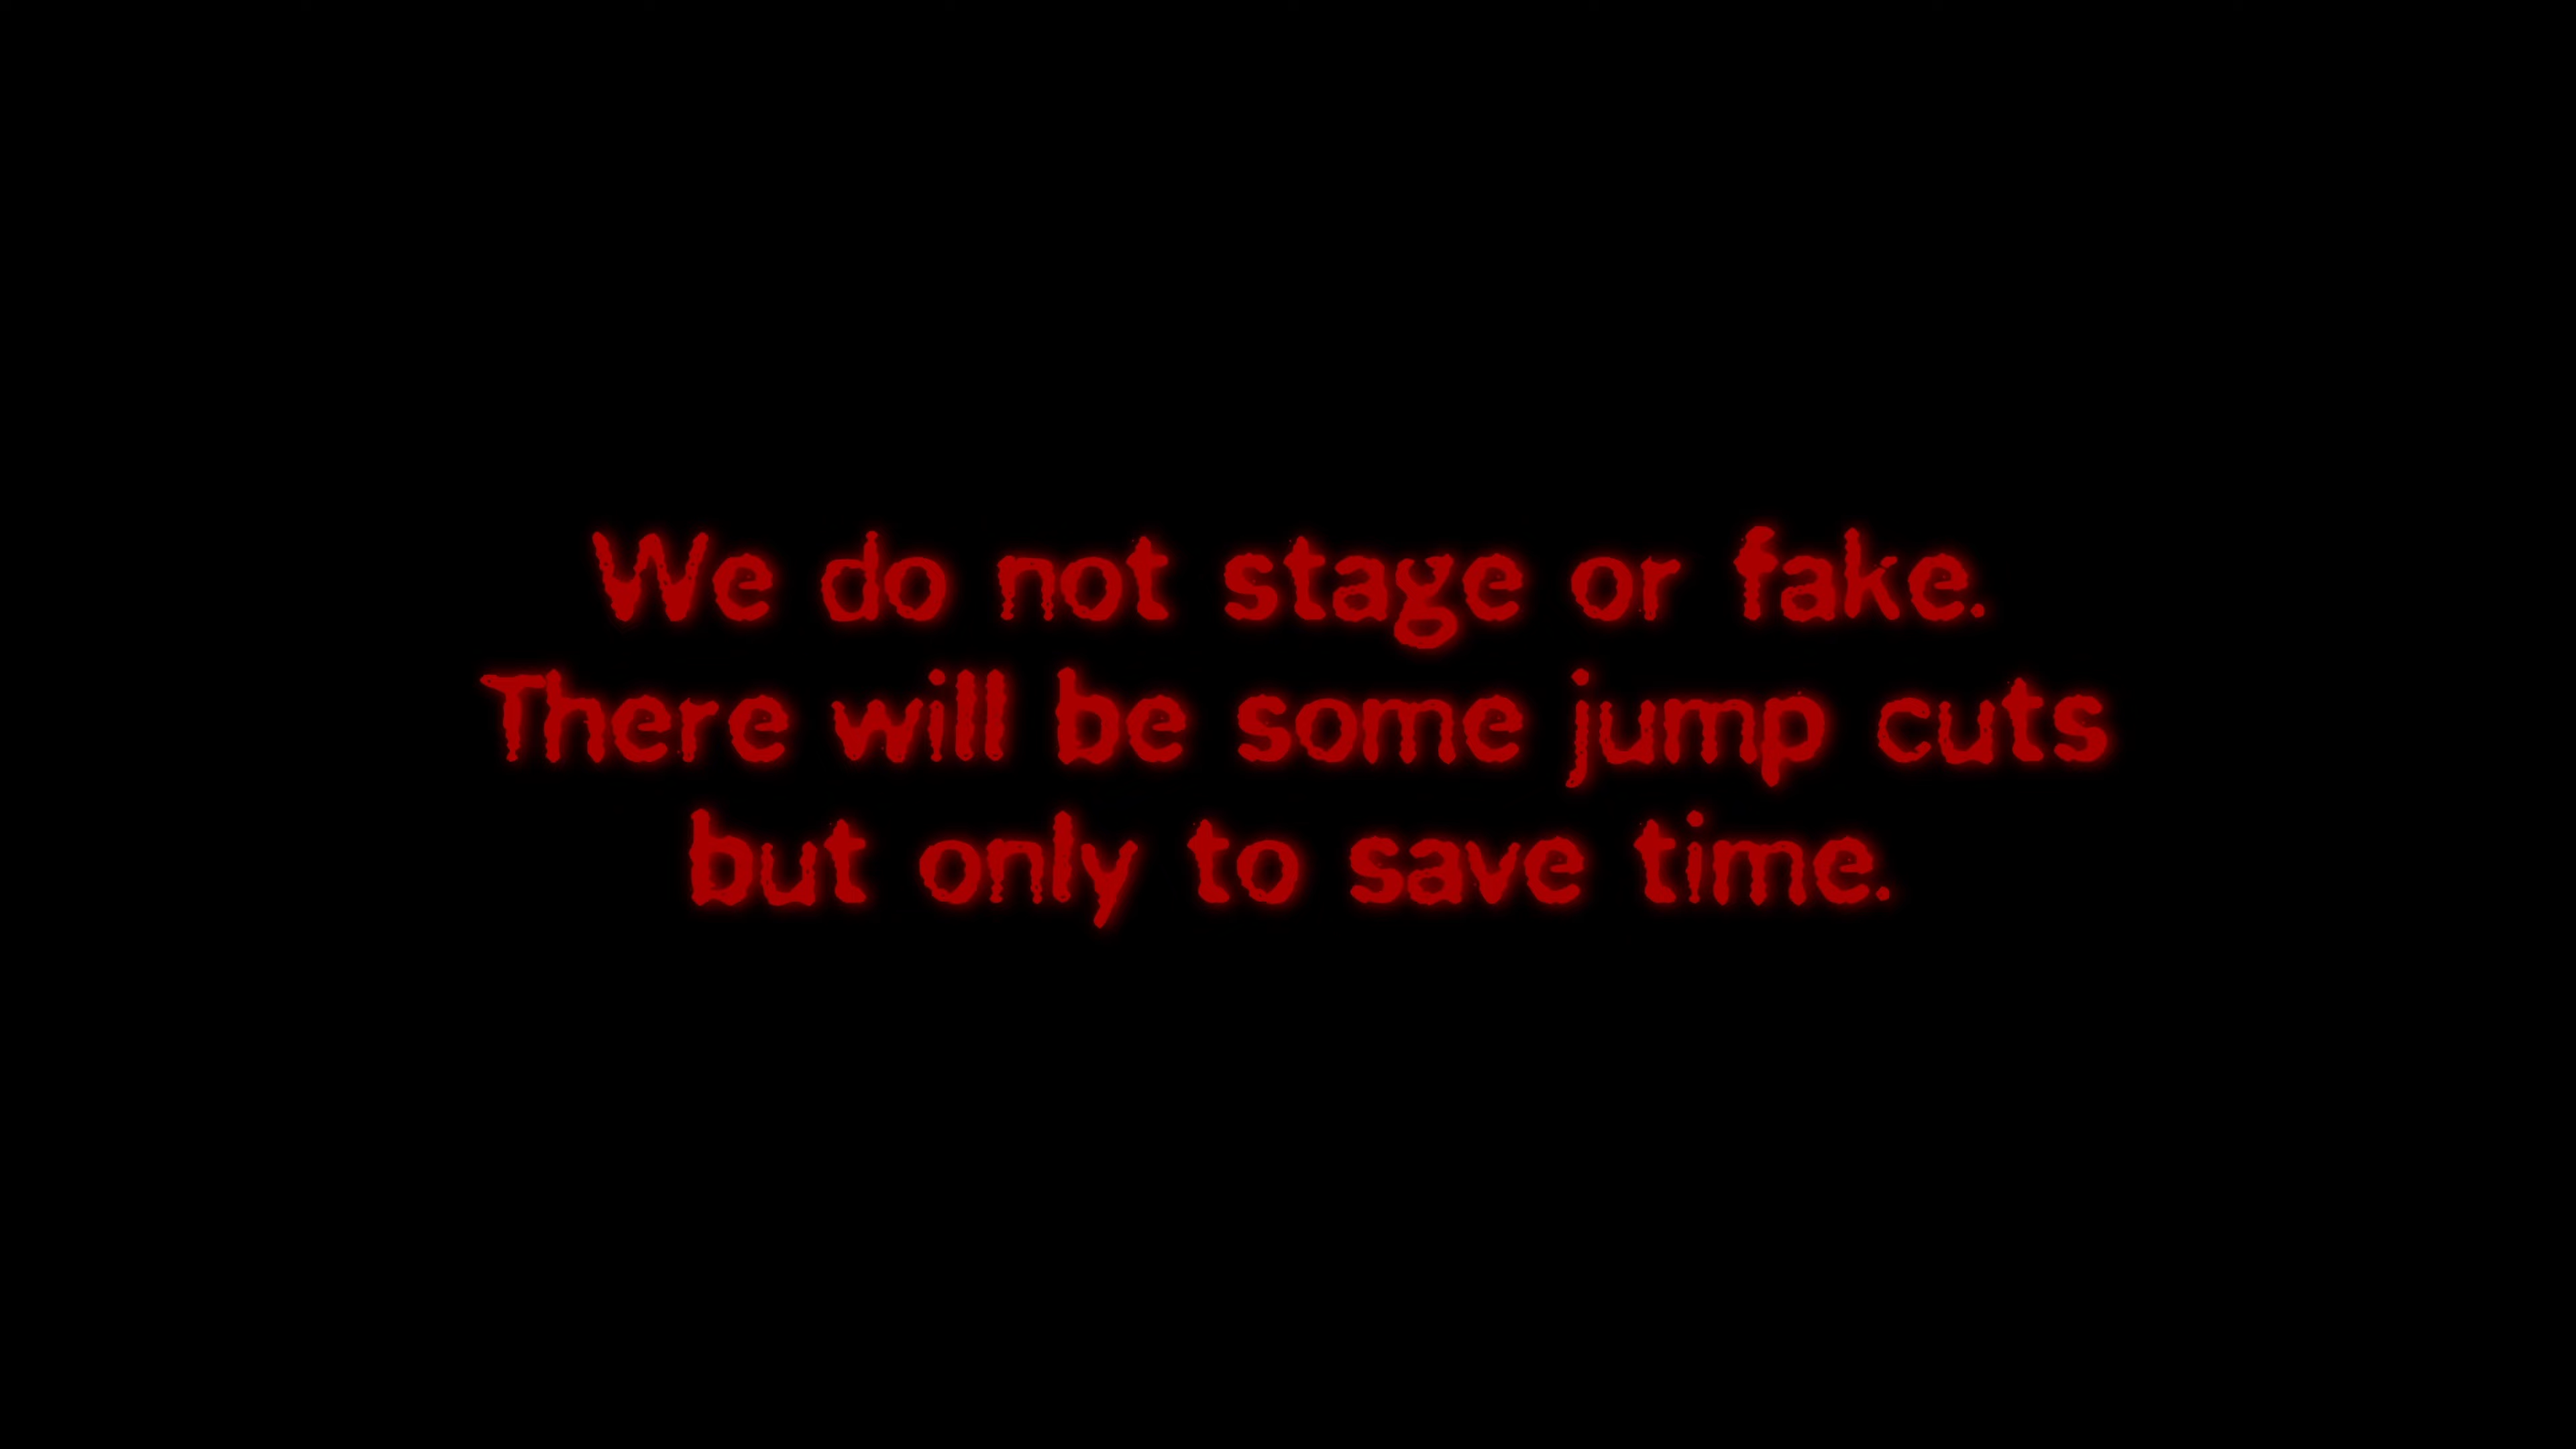 We do not stage or fake.
There will be some jump cuts
but only to save time.